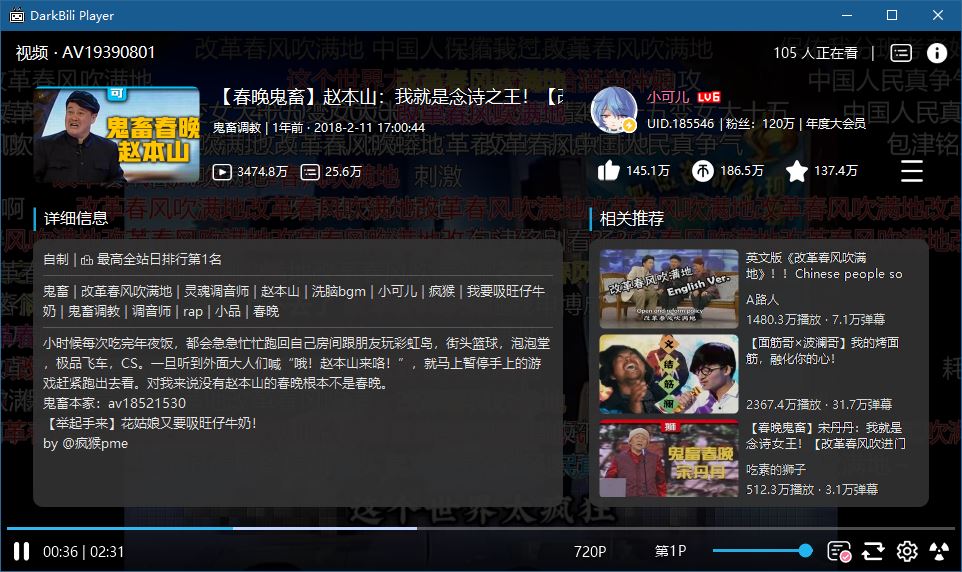 DarkBili Player
视频 · AV19390801
105 人正在看 |
【春晚鬼畜】赵本山：我就是念诗之王！【
鬼畜调教 | 1年前 · 2018-2-11 17:00:44
3474.8万 25.6万
可
鬼畜春晚
赵本山
小可儿 LV6
UID.185546 | 粉丝：120万 | 年度大会员
145.1万 186.5万 137.4万
详细信息
自制 | 最高全站日排行第1名
鬼畜 | 改革春风吹满地 | 灵魂调音师 | 赵本山 | 洗脑bgm | 小可儿 | 疯猴 | 我要吸旺仔牛
奶 | 鬼畜调教 | 调音师 | rap | 小品 | 春晚
小时候每次吃完年夜饭，都会急急忙忙跑回自己房间跟朋友玩彩虹岛，街头篮球，泡泡堂
，极品飞车，CS。一旦听到外面大人们喊“哦！赵本山来咯！”，就马上暂停手上的游
戏赶紧跑出去看。对我来说没有赵本山的春晚根本不是春晚。
鬼畜本家：av18521530
【举起手来】花姑娘又要吸旺仔牛奶！
by @疯猴pme
相关推荐
改革春风吹满地
English Ver.
Open and reform policy
改革春风吹满地
英文版《改革春风吹满
地》！！Chinese people so
A路人
1480.3万播放 · 7.1万弹幕
【面筋哥×波澜哥】我的烤面
筋，融化你的心！
2367.4万播放 · 31.7万弹幕
狮
鬼畜春晚
宋丹丹
【春晚鬼畜】宋丹丹：我就是
念诗女王！【改革春风吹进门
吃素的狮子
512.3万播放 · 3.1万弹幕
这个世界太疯狂
00:36 | 02:31
720P
第1P